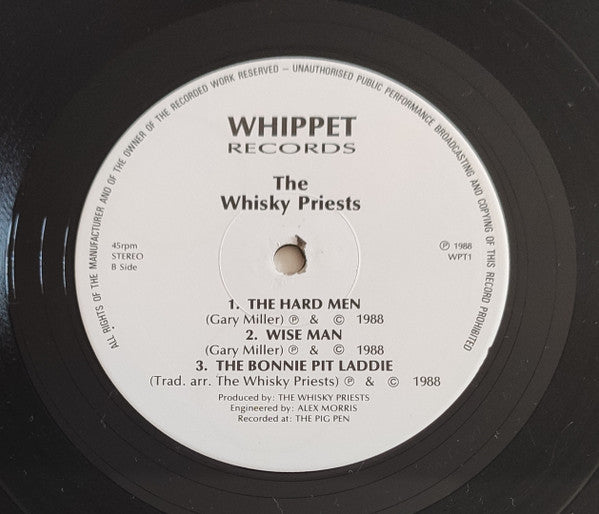 ALL RIGHTS OF THE MANUFACTURER AND OF THE OWNER OF THE RECORDED WORK RESERVED – UNAUTHORISED PUBLIC PERFORMANCE BROADCASTING AND COPYING OF THIS RECORD PROHIBITED
WHIPPET
RECORDS
The
Whisky Priests
45rpm
STEREO
B Side
℗ 1988
WPT1
1. THE HARD MEN
(Gary Miller) ℗ & © 1988
2. WISE MAN
(Gary Miller) ℗ & © 1988
3. THE BONNIE PIT LADDIE
(Trad. arr. The Whisky Priests) ℗ & © 1988
Produced by: THE WHISKY PRIESTS
Engineered by: ALEX MORRIS
Recorded at: THE PIG PEN